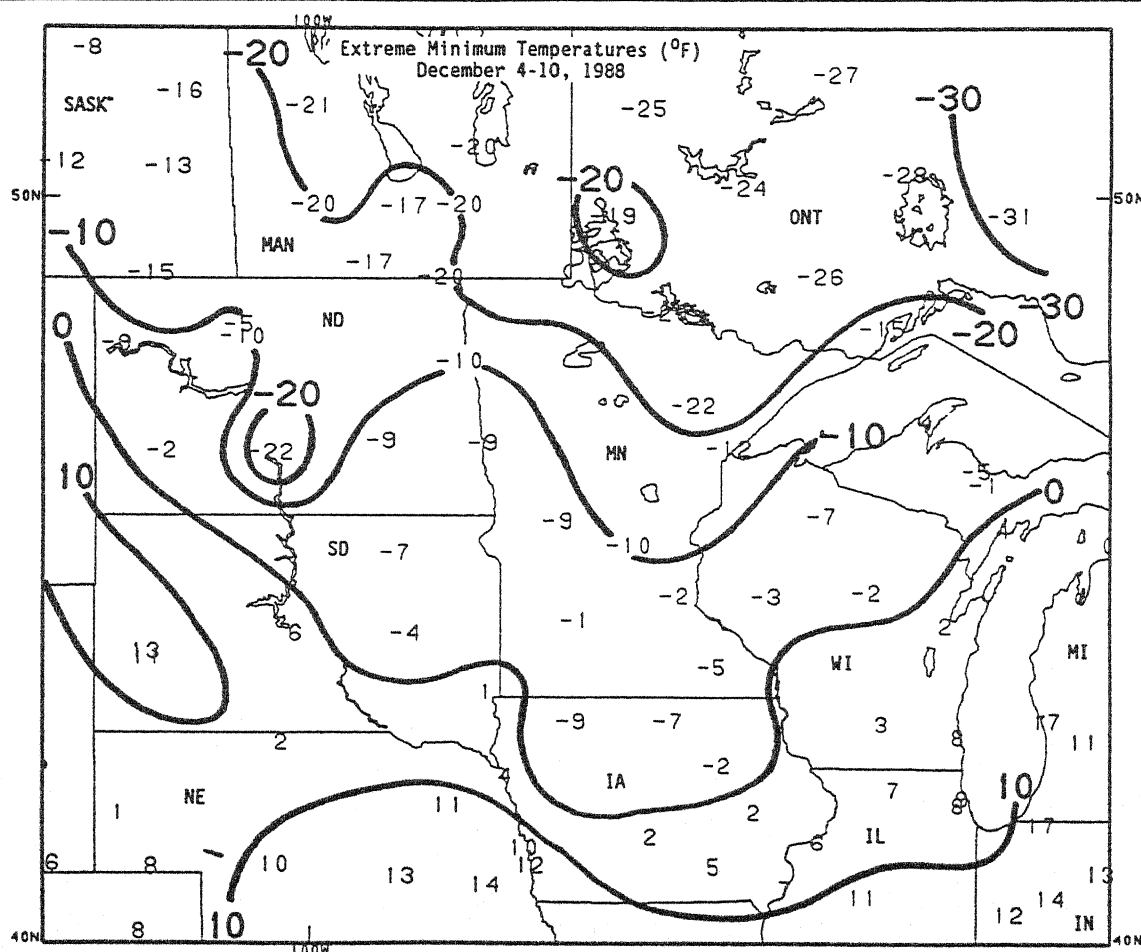 100W
-8 -20 Extreme Minimum Temperatures (°F)
December 4-10, 1988
-27
SASK -16 -21 -25 -30
-20
-12 -13 -20 -24 -28
50N -20 -17 -20 -19 ONT -31 50N
-10 MAN
-15 -17 -20 -26
0 ND -30
-20
-10
-20
-22
-2 -22 -9 -9 MN -12 -10
10 -5 0
-9 -7
SD -7 -10
-2 -3 -2
6 -4 -1 2
13 -5 WI MI
1
-9 -7 3 17
2 8 11
4 IA -2
NE 7 10
1 11 2 8
2 6 IL 17
10
6 8 10 12 5
13 14 7 11 14 13
10 8 12 IN
40N 100W 40N